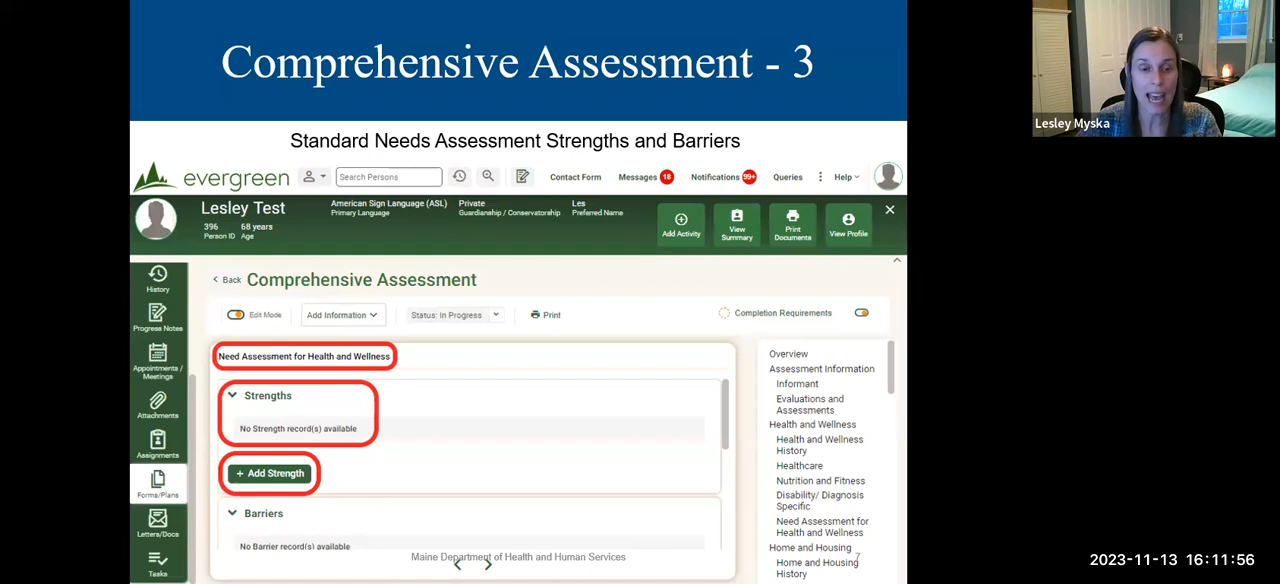 Comprehensive Assessment - 3
Standard Needs Assessment Strengths and Barriers
evergreen
Search Persons
Contact Form
Messages 18
Notifications 99+
Queries
Help
Lesley Test
396
Person ID
68 years
Age
American Sign Language (ASL)
Primary Language
Private
Guardianship / Conservatorship
Les
Preferred Name
Add Activity
View
Summary
Print
Documents
View Profile
History
Progress Notes
Appointments /
Meetings
Attachments
Assignments
Forms/Plans
Letters/Docs
Tasks
Back
Comprehensive Assessment
Edit Mode
Add Information
Status: In Progress
Print
Completion Requirements
Need Assessment for Health and Wellness
Strengths
No Strength record(s) available
+ Add Strength
Barriers
No Barrier record(s) available
Maine Department of Health and Human Services
Overview
Assessment Information
Informant
Evaluations and
Assessments
Health and Wellness
Health and Wellness
History
Healthcare
Nutrition and Fitness
Disability/ Diagnosis
Specific
Need Assessment for
Health and Wellness
Home and Housing
Home and Housing
History
Lesley Myska
2023-11-13 16:11:56